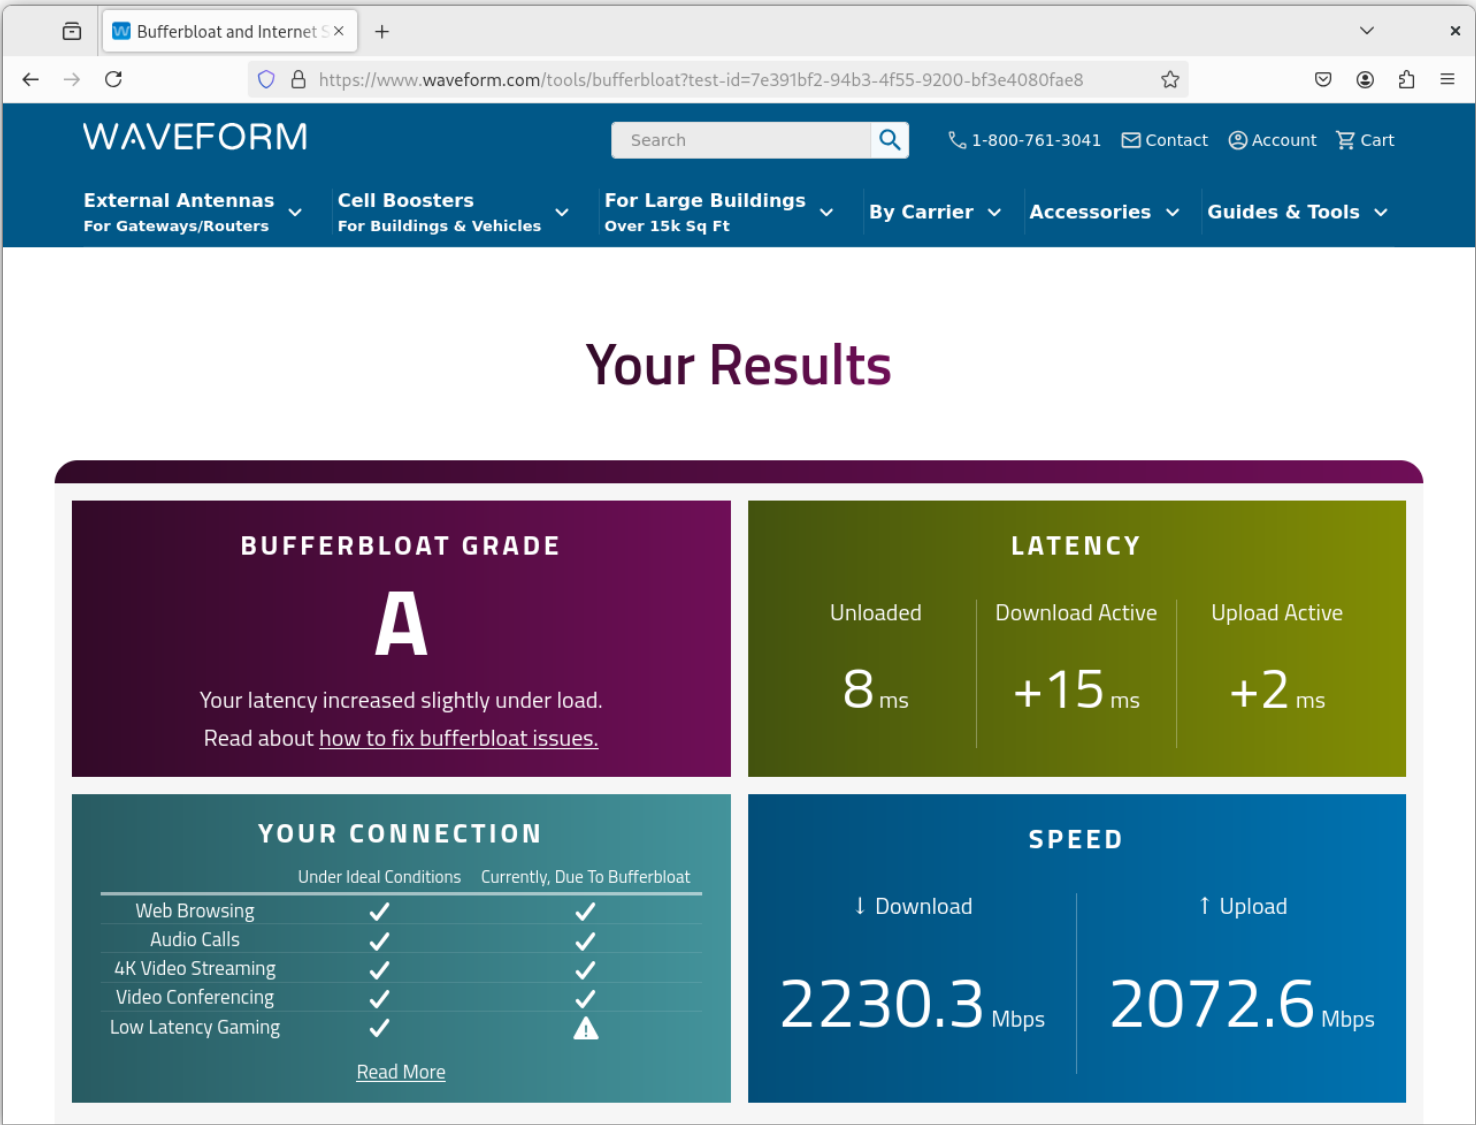 Bufferbloat and Internet S
https://www.waveform.com/tools/bufferbloat?test-id=7e391bf2-94b3-4f55-9200-bf3e4080fae8
WAVEFORM
Search
1-800-761-3041
Contact
Account
Cart
External Antennas
For Gateways/Routers
Cell Boosters
For Buildings & Vehicles
For Large Buildings
Over 15k Sq Ft
By Carrier
Accessories
Guides & Tools
Your Results
BUFFERBLOAT GRADE
A
Your latency increased slightly under load.
Read about how to fix bufferbloat issues.
LATENCY
Unloaded Download Active Upload Active
8 ms +15 ms +2 ms
YOUR CONNECTION
Under Ideal Conditions Currently, Due To Bufferbloat
Web Browsing
Audio Calls
4K Video Streaming
Video Conferencing
Low Latency Gaming
Read More
SPEED
↓ Download ↑ Upload
2230.3 Mbps 2072.6 Mbps